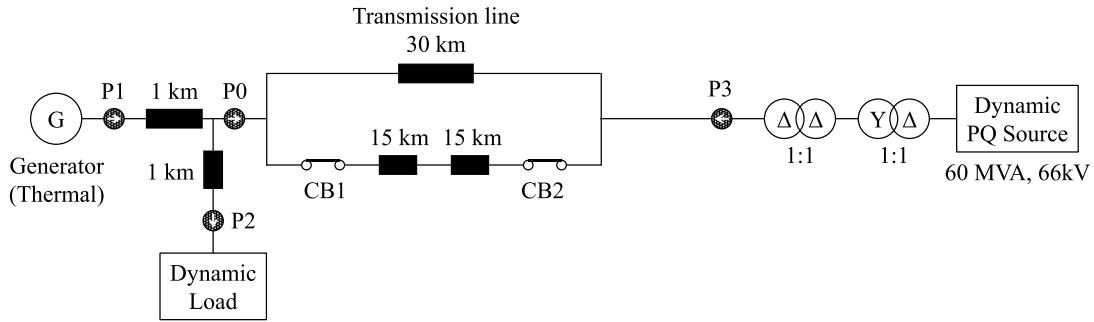 Transmission line
30 km
P1
1 km
P0
P3
G
Δ Δ
Y Δ
Dynamic
PQ Source
15 km
15 km
1:1
1:1
Generator
(Thermal)
1 km
CB1
CB2
60 MVA, 66kV
P2
Dynamic
Load